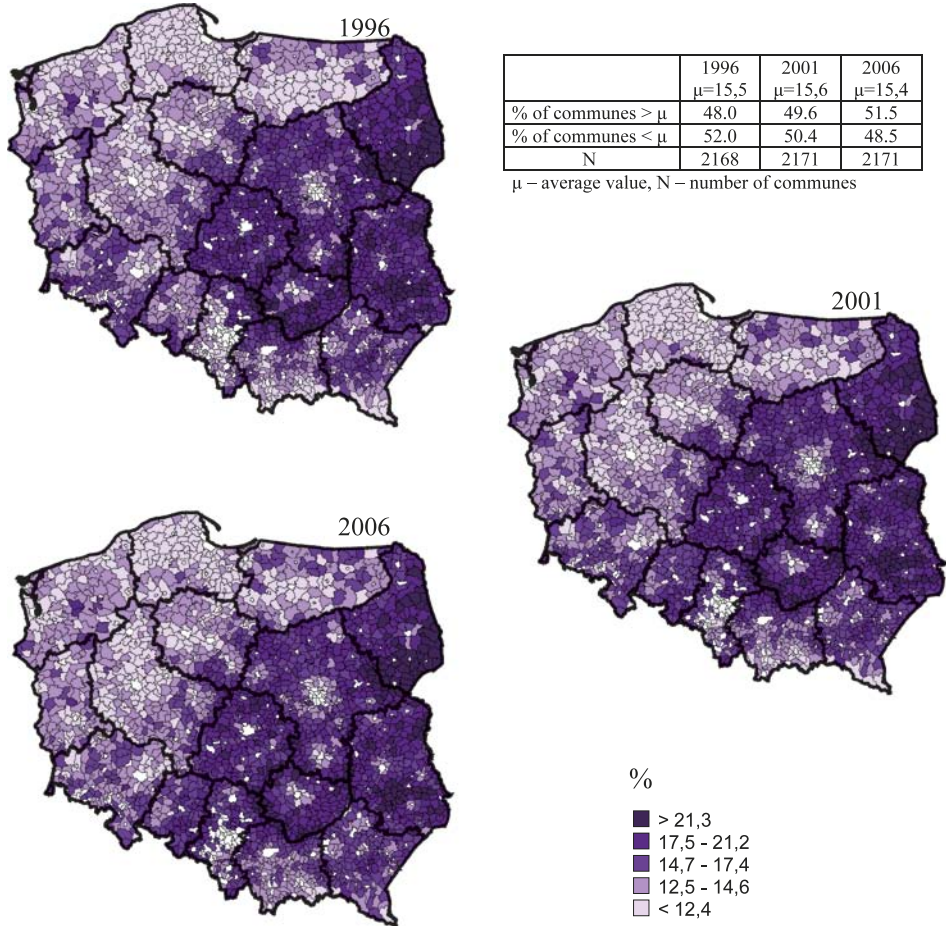 1996
1996 2001 2006
μ=15,5 μ=15,6 μ=15,4
% of communes > μ 48.0 49.6 51.5
% of communes < μ 52.0 50.4 48.5
N 2168 2171 2171
μ – average value, N – number of communes
2001
2006
%
> 21,3
17,5 - 21,2
14,7 - 17,4
12,5 - 14,6
< 12,4